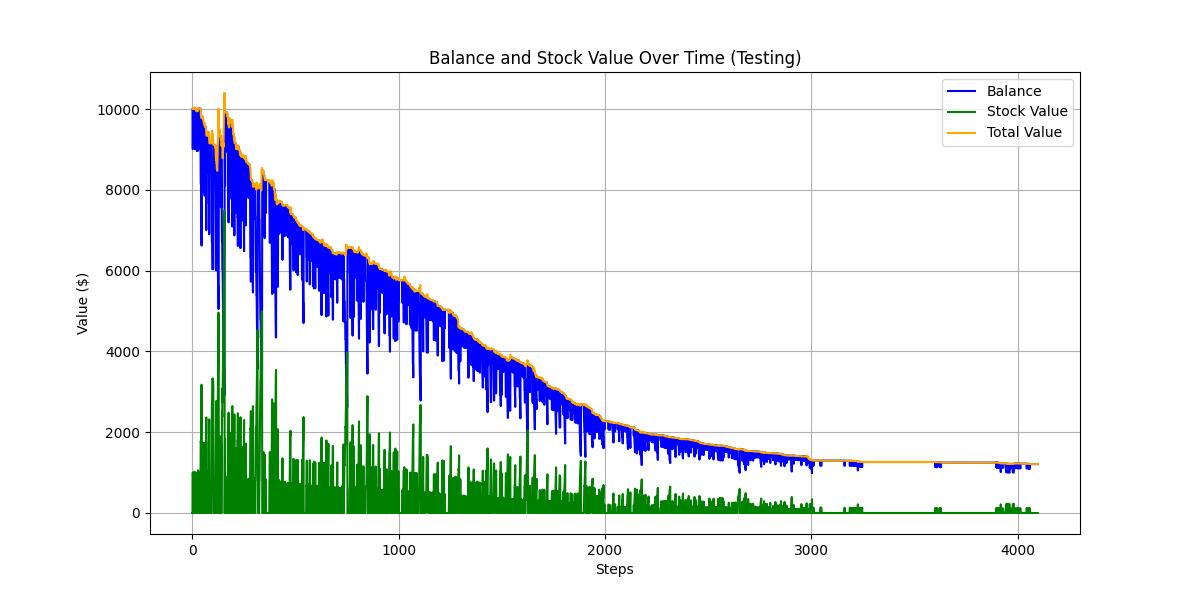 Balance and Stock Value Over Time (Testing)
Balance
Stock Value
Total Value
Value ($)
10000
8000
6000
4000
2000
0
0 1000 2000 3000 4000
Steps